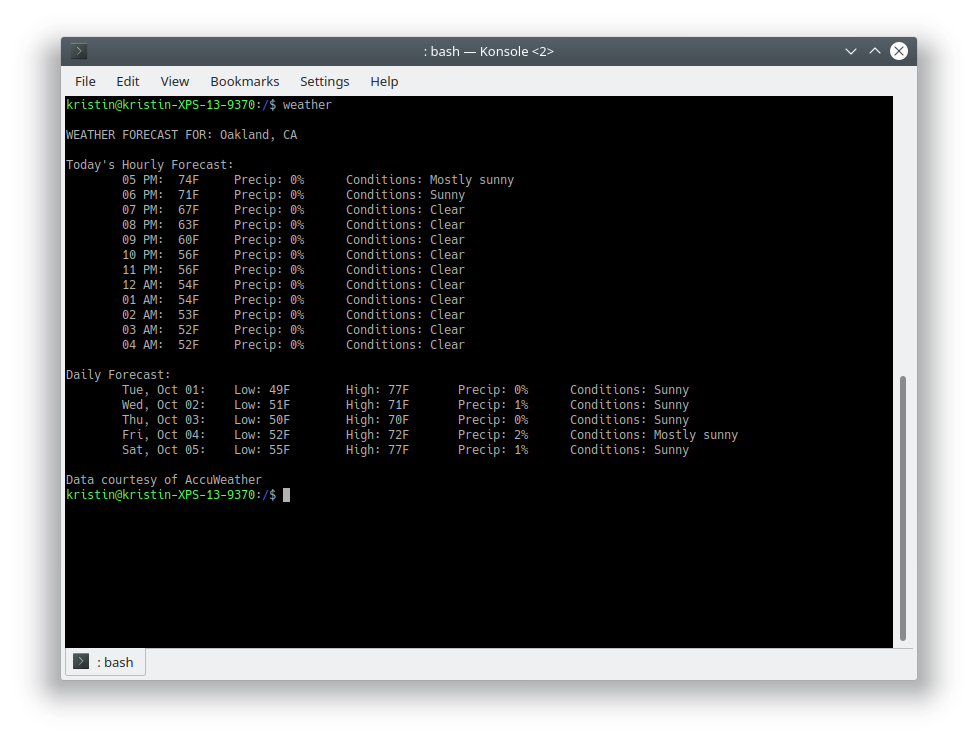 : bash — Konsole <2>
File Edit View Bookmarks Settings Help
kristin@kristin-XPS-13-9370:/$ weather
WEATHER FORECAST FOR: Oakland, CA
Today's Hourly Forecast:
05 PM: 74F Precip: 0% Conditions: Mostly sunny
06 PM: 71F Precip: 0% Conditions: Sunny
07 PM: 67F Precip: 0% Conditions: Clear
08 PM: 63F Precip: 0% Conditions: Clear
09 PM: 60F Precip: 0% Conditions: Clear
10 PM: 56F Precip: 0% Conditions: Clear
11 PM: 56F Precip: 0% Conditions: Clear
12 AM: 54F Precip: 0% Conditions: Clear
01 AM: 54F Precip: 0% Conditions: Clear
02 AM: 53F Precip: 0% Conditions: Clear
03 AM: 52F Precip: 0% Conditions: Clear
04 AM: 52F Precip: 0% Conditions: Clear
Daily Forecast:
Tue, Oct 01: Low: 49F High: 77F Precip: 0% Conditions: Sunny
Wed, Oct 02: Low: 51F High: 71F Precip: 1% Conditions: Sunny
Thu, Oct 03: Low: 50F High: 70F Precip: 0% Conditions: Sunny
Fri, Oct 04: Low: 52F High: 72F Precip: 2% Conditions: Mostly sunny
Sat, Oct 05: Low: 55F High: 77F Precip: 1% Conditions: Sunny
Data courtesy of AccuWeather
kristin@kristin-XPS-13-9370:/$
: bash